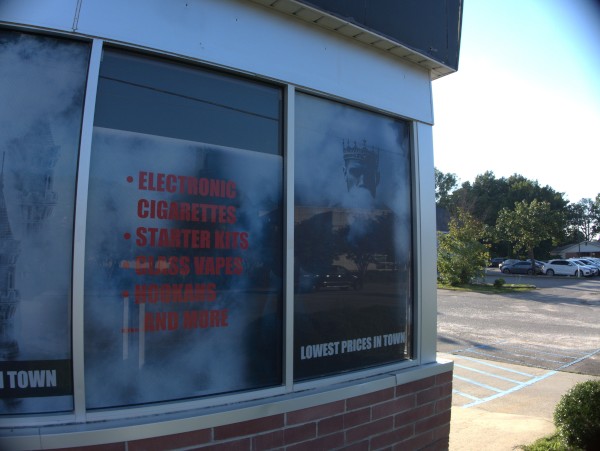 • ELECTRONIC
CIGARETTES
• STARTER KITS
• GLASS VAPES
• HOOKAHS
....AND MORE
LOWEST PRICES IN TOWN
TOWN